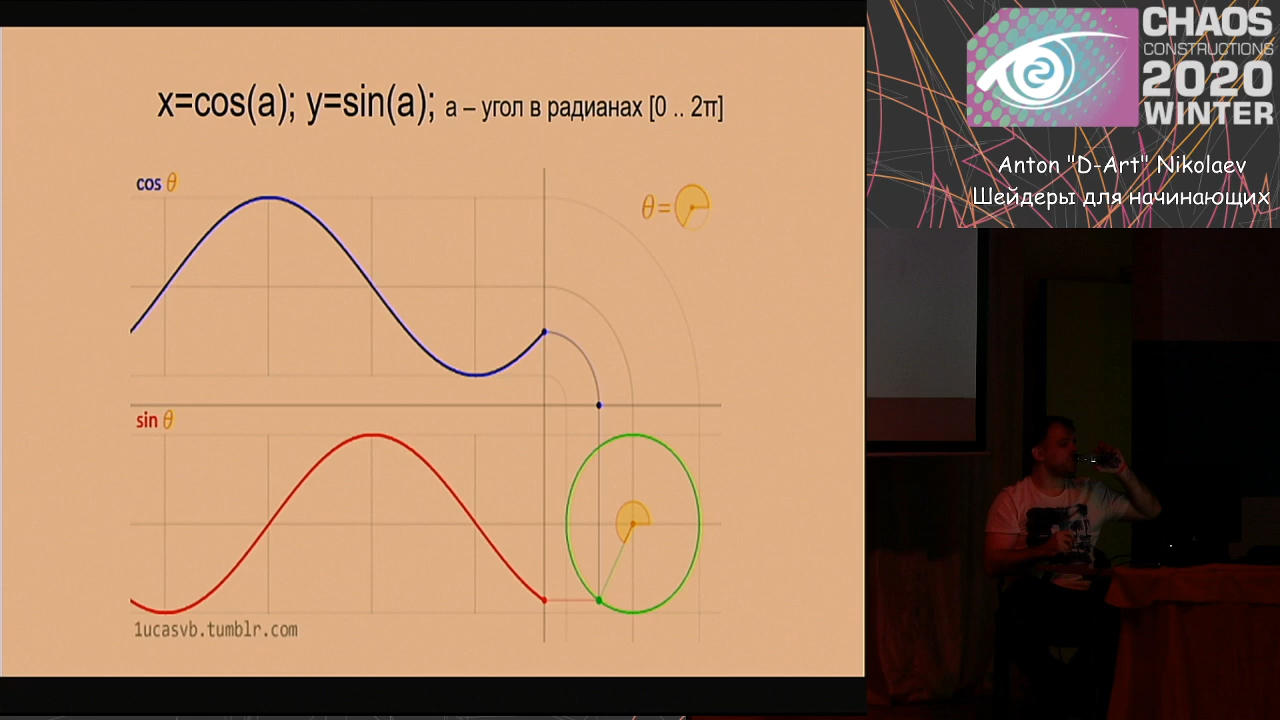 x=cos(a); y=sin(a); a – угол в радианах [0 .. 2π]
cos θ
θ =
sin θ
1ucasvb.tumblr.com
CHAOS
CONSTRUCTIONS
2020
WINTER
Anton "D-Art" Nikolaev
Шейдеры для начинающих